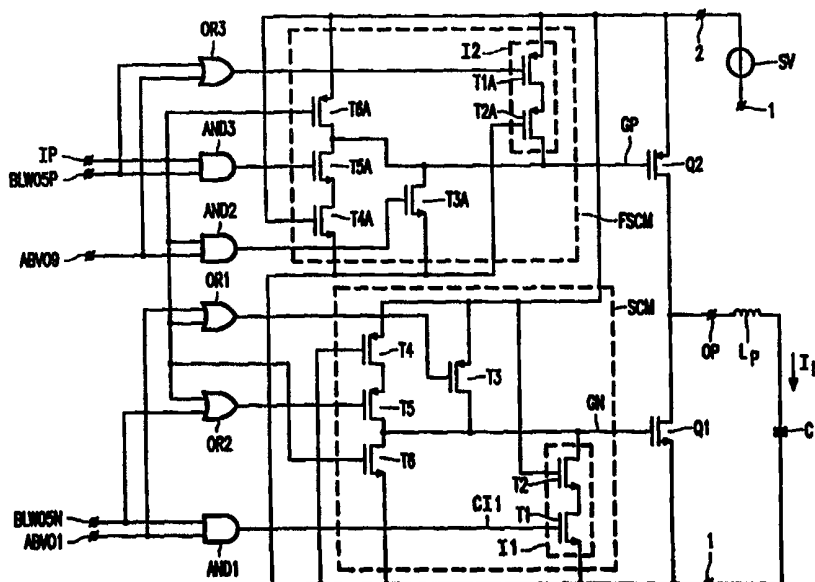 OR3
I2
2
SV
T1A
1
T6A
T2A
AND3
IP
GP
Q2
BLW05P
T5A
AND2
T3A
T4A
FSCM
ABV09
OR1
SCM
T4
T3
OP
LP
T5
GN
Q1
C
OR2
T6
T2
BLW05N
CI1
T1
ABV01
I1
1
AND1